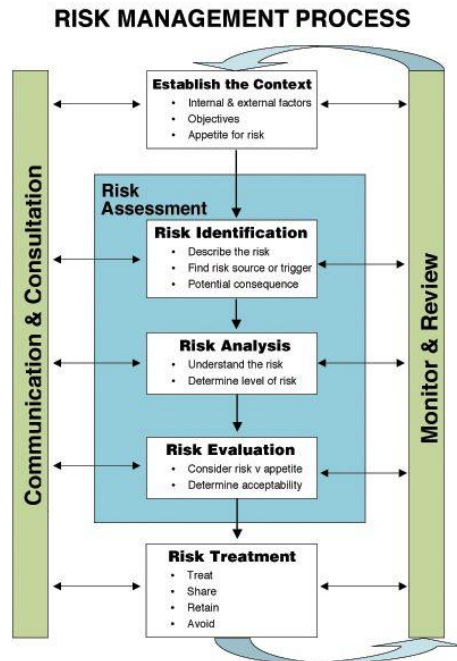 RISK MANAGEMENT PROCESS
Communication & Consultation
Establish the Context
• Internal & external factors
• Objectives
• Appetite for risk
Risk
Assessment
Risk Identification
• Describe the risk
• Find risk source or trigger
• Potential consequence
Risk Analysis
• Understand the risk
• Determine level of risk
Risk Evaluation
• Consider risk v appetite
• Determine acceptability
Risk Treatment
• Treat
• Share
• Retain
• Avoid
Monitor & Review